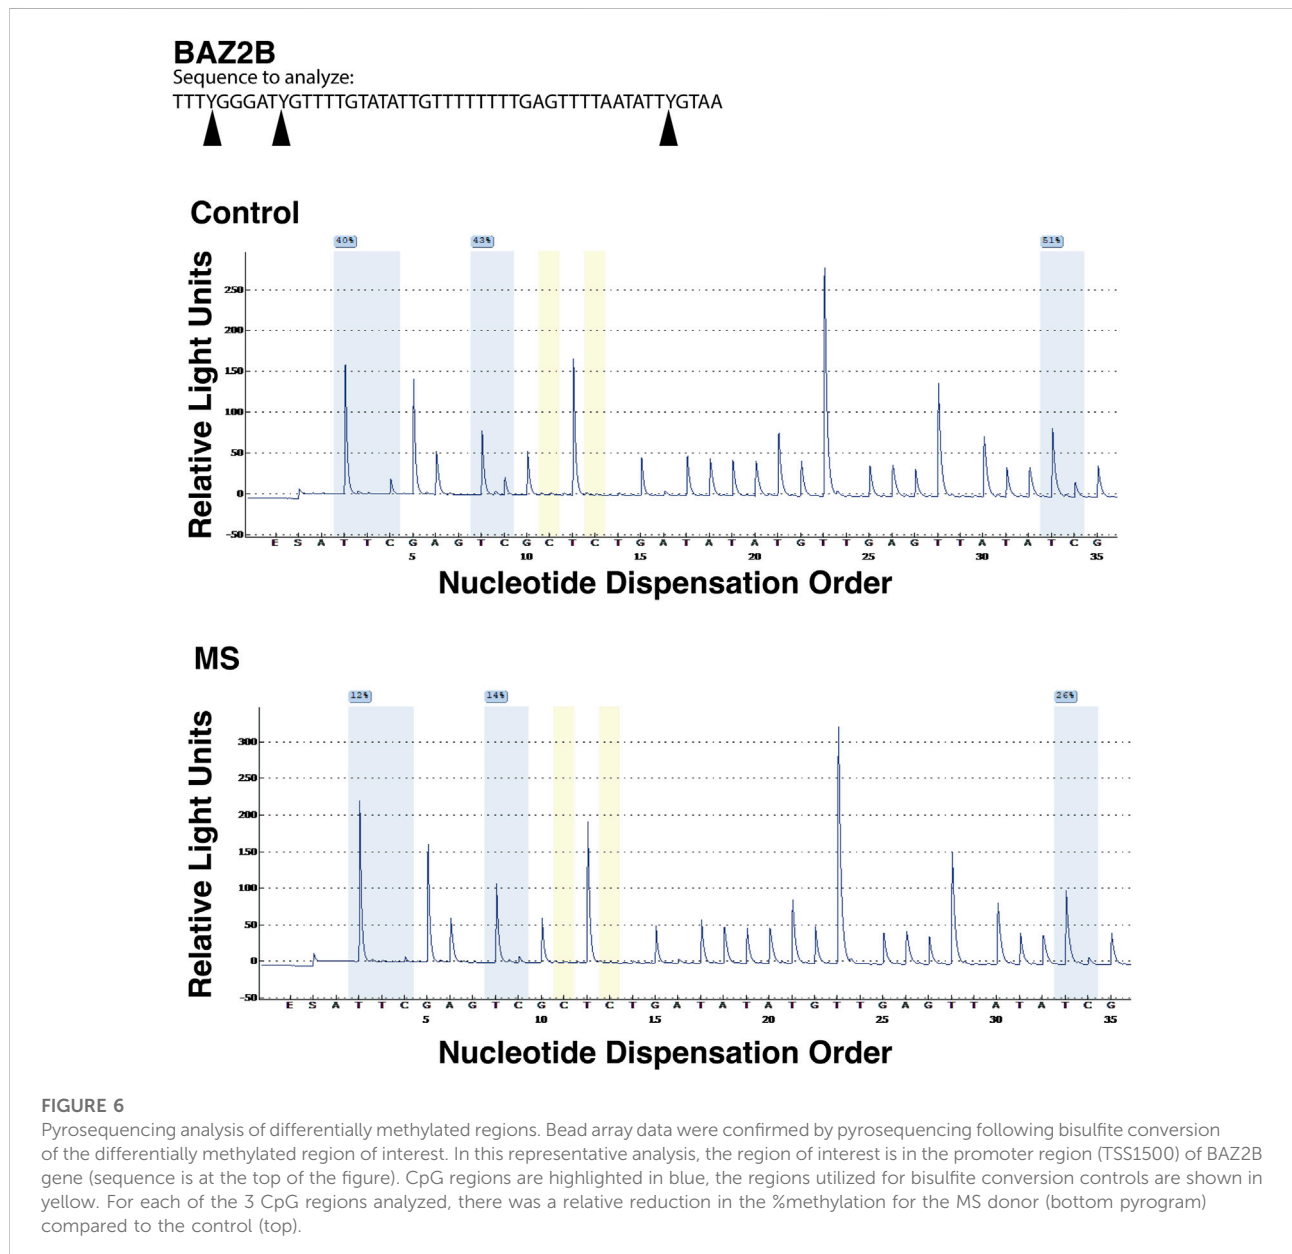 BAZ2B
Sequence to analyze:
TTTYGGGATYGTTTTGTATATTGTTTTTTTTGAGTTTTAATATTYGTAA
Control
40% 43% 51%
Relative Light Units
250
200
150
100
50
0
-50
E S A T T C G A G T C G C T C T G A T A T A T G T T G A G T T A T A T C G
5 10 15 20 25 30 35
Nucleotide Dispensation Order
MS
12% 14% 26%
Relative Light Units
300
250
200
150
100
50
0
-50
E S A T T C G A G T C G C T C T G A T A T A T G T T G A G T T A T A T C G
5 10 15 20 25 30 35
Nucleotide Dispensation Order
FIGURE 6
Pyrosequencing analysis of differentially methylated regions. Bead array data were confirmed by pyrosequencing following bisulfite conversion
of the differentially methylated region of interest. In this representative analysis, the region of interest is in the promoter region (TSS1500) of BAZ2B
gene (sequence is at the top of the figure). CpG regions are highlighted in blue, the regions utilized for bisulfite conversion controls are shown in
yellow. For each of the 3 CpG regions analyzed, there was a relative reduction in the %methylation for the MS donor (bottom pyrogram)
compared to the control (top).